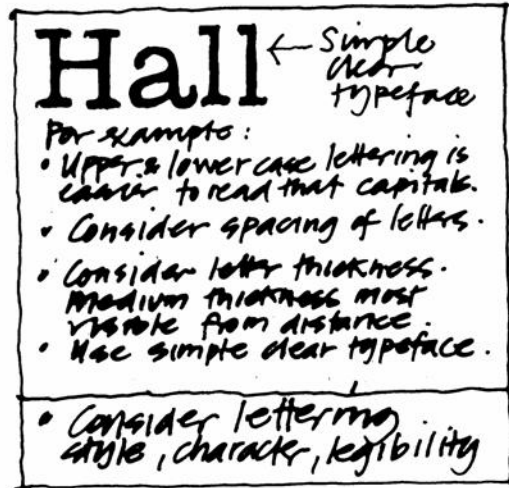 Hall ← Simple
clear
typeface
For example:
• Upper & lower case lettering is
easier to read that capitals.
• Consider spacing of letters.
• Consider letter thickness.
Medium thickness most
visible from distance.
• Use simple clear typeface.
• Consider lettering
style, character, legibility